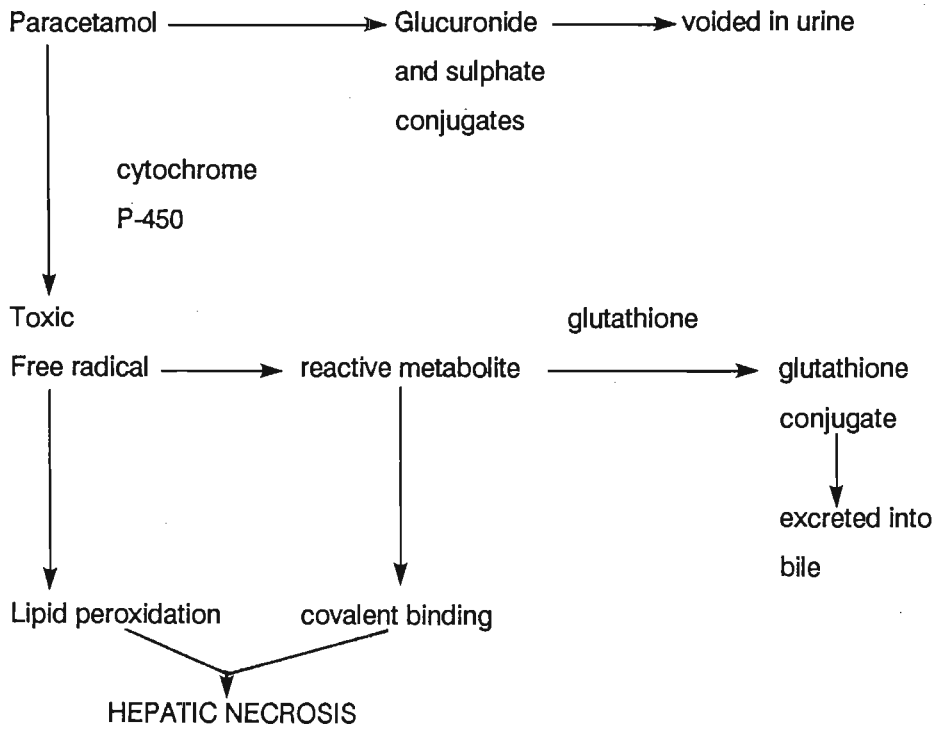 Paracetamol
Glucuronide
voided in urine
and sulphate
conjugates
cytochrome
P-450
Toxic
glutathione
Free radical
reactive metabolite
glutathione
conjugate
excreted into
bile
Lipid peroxidation
covalent binding
HEPATIC NECROSIS